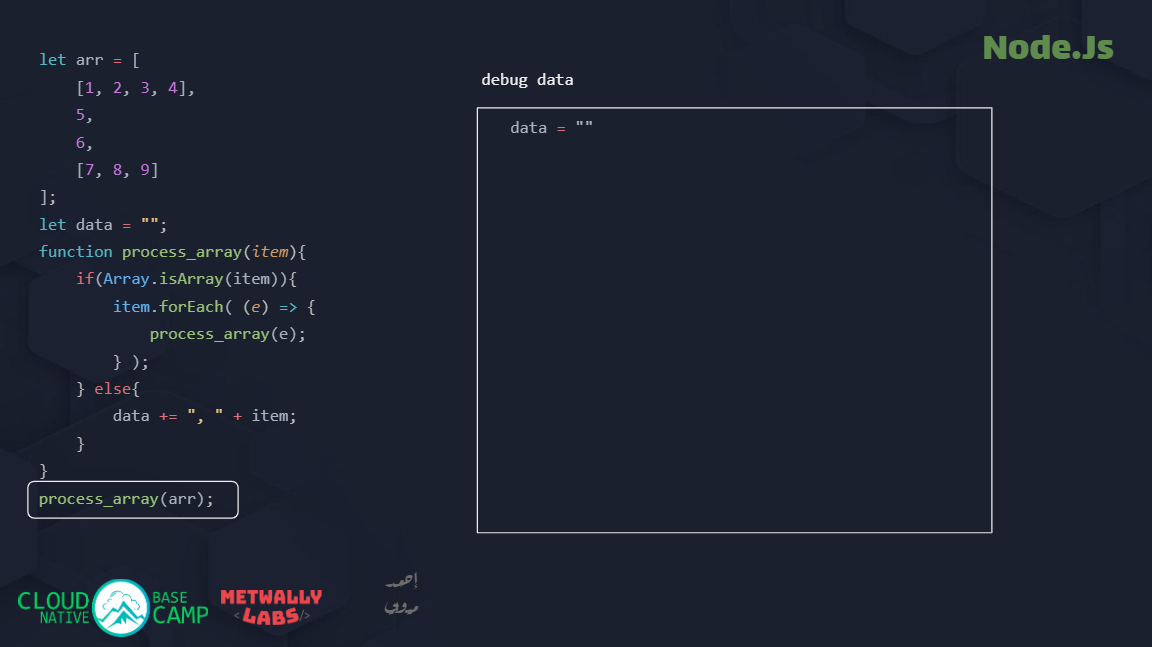 Node.Js
let arr = [
    [1, 2, 3, 4],
    5,
    6,
    [7, 8, 9]
];
let data = "";
function process_array(item){
    if(Array.isArray(item)){
        item.forEach( (e) => {
            process_array(e);
        } );
    } else{
        data += ", " + item;
    }
}
process_array(arr);
debug data
data = ""
CLOUD NATIVE BASE CAMP
METWALLY
<LABS/>